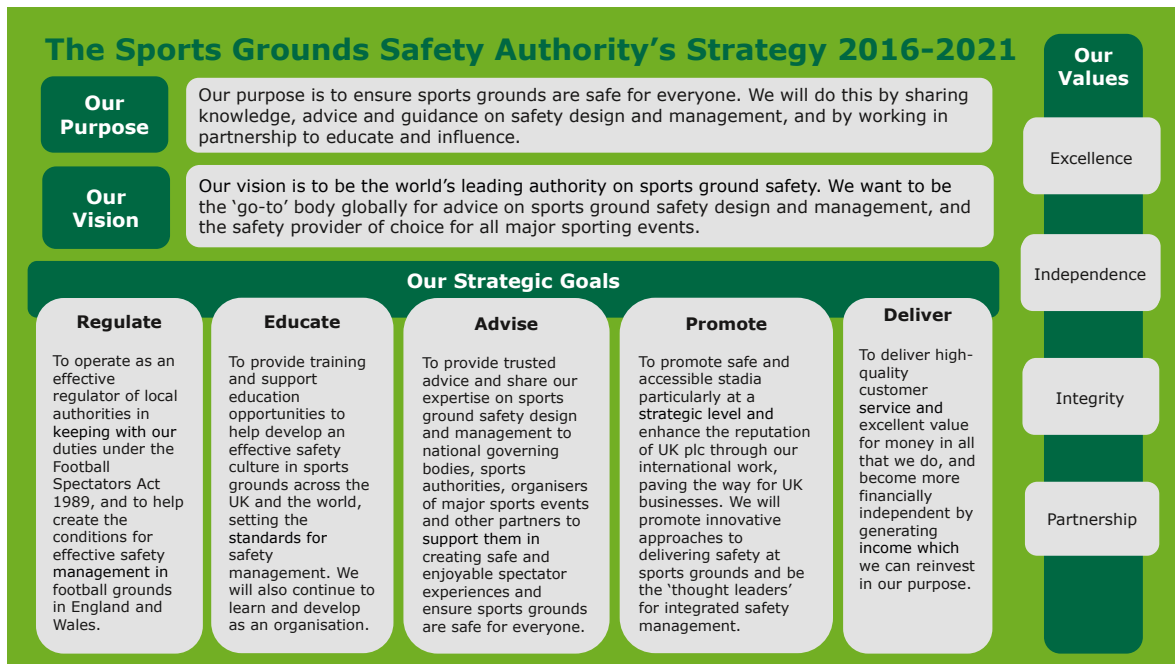 The Sports Grounds Safety Authority's Strategy 2016-2021
Our
Purpose
Our purpose is to ensure sports grounds are safe for everyone. We will do this by sharing
knowledge, advice and guidance on safety design and management, and by working in
partnership to educate and influence.
Our
Vision
Our vision is to be the world's leading authority on sports ground safety. We want to be
the 'go-to' body globally for advice on sports ground safety design and management, and
the safety provider of choice for all major sporting events.
Our Strategic Goals
Regulate
To operate as an
effective
regulator of local
authorities in
keeping with our
duties under the
Football
Spectators Act
1989, and to help
create the
conditions for
effective safety
management in
football grounds
in England and
Wales.
Educate
To provide training
and support
education
opportunities to
help develop an
effective safety
culture in sports
grounds across the
UK and the world,
setting the
standards for
safety
management. We
will also continue to
learn and develop
as an organisation.
Advise
To provide trusted
advice and share our
expertise on sports
ground safety design
and management to
national governing
bodies, sports
authorities, organisers
of major sports events
and other partners to
support them in
creating safe and
enjoyable spectator
experiences and
ensure sports grounds
are safe for everyone.
Promote
To promote safe and
accessible stadia
particularly at a
strategic level and
enhance the reputation
of UK plc through our
international work,
paving the way for UK
businesses. We will
promote innovative
approaches to
delivering safety at
sports grounds and be
the 'thought leaders'
for integrated safety
management.
Deliver
To deliver high-
quality
customer
service and
excellent value
for money in all
that we do, and
become more
financially
independent by
generating
income which
we can reinvest
in our purpose.
Our
Values
Excellence
Independence
Integrity
Partnership